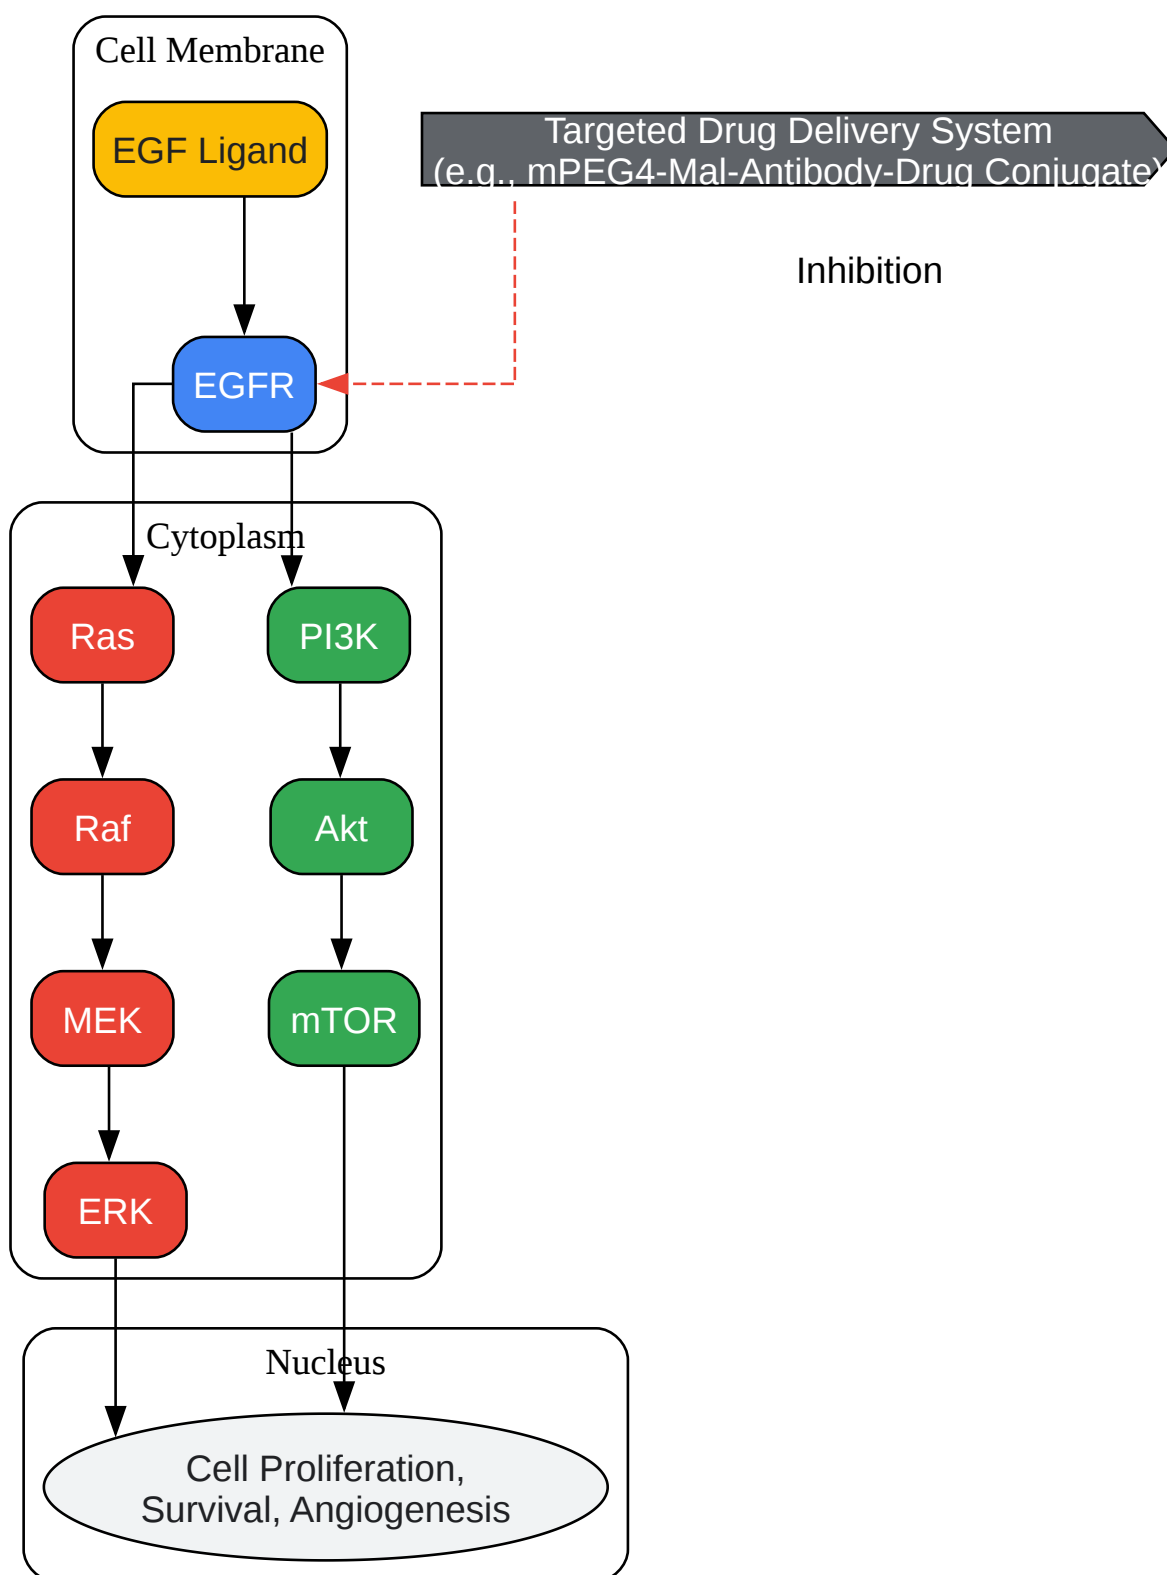 Cell Membrane
EGF Ligand
Targeted Drug Delivery System
(e.g., mPEG4-Mal-Antibody-Drug Conjugate)
Inhibition
EGFR
Cytoplasm
Ras
PI3K
Raf
Akt
MEK
mTOR
ERK
Nucleus
Cell Proliferation,
Survival, Angiogenesis